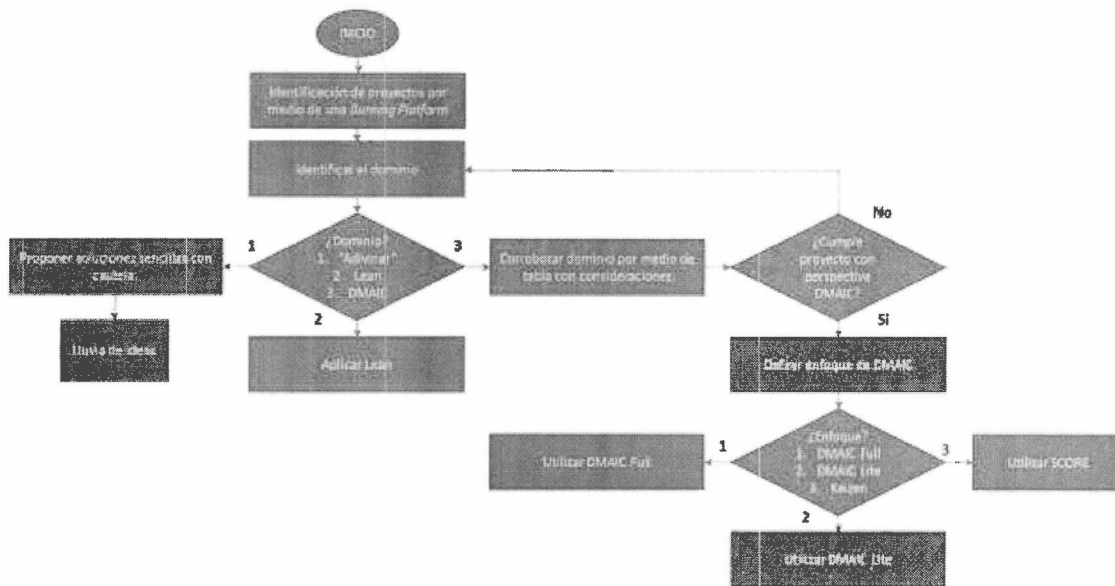 INICIO
Identificación de proyectos por
medio de una Burning Platform
Identificar el dominio
¿Dominio?
1. "Adivinar"
2. Lean
3. DMAIC
1
3
2
Proponer soluciones sencillas con
cautela
Lluvia de ideas
Aplicar Lean
Corroborar dominio por medio de
tabla con consideraciones
¿Cumple
proyecto con
perspectiva
DMAIC?
No
Si
Definir enfoque de DMAIC
¿Enfoque?
1. DMAIC Full
2. DMAIC Lite
3. Kaizen
1
3
2
Utilizar DMAIC Full
Utilizar SCORE
Utilizar DMAIC Lite